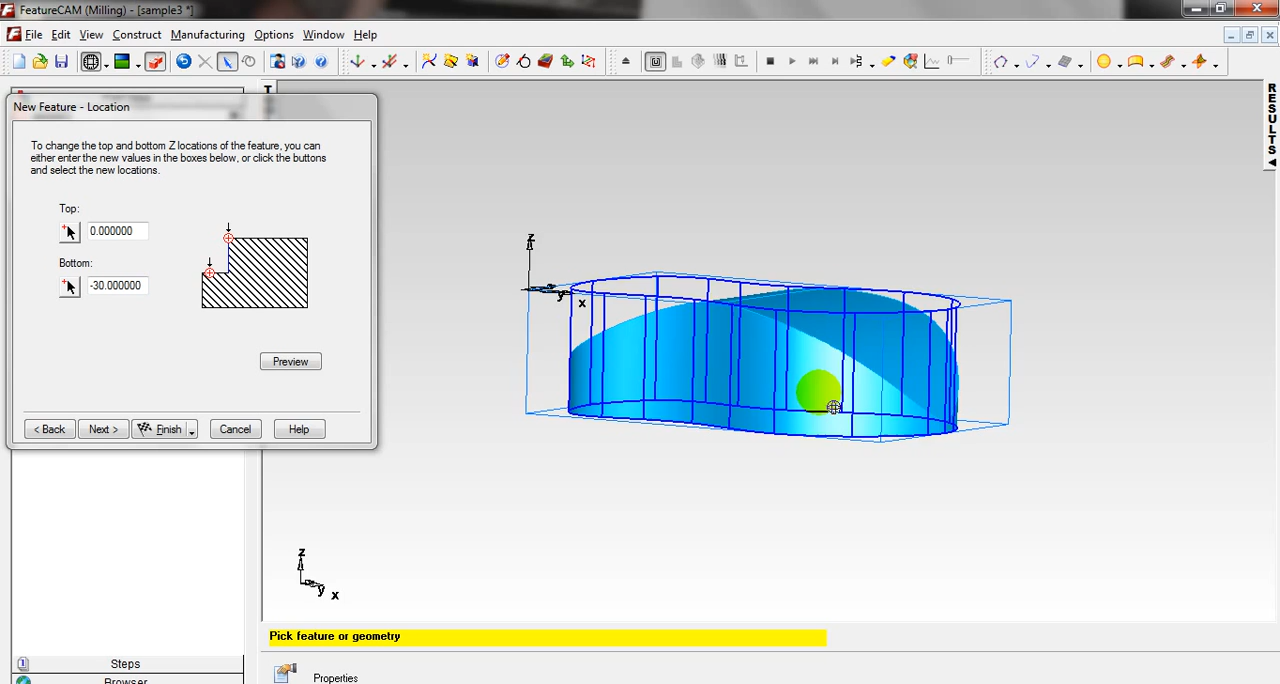 FeatureCAM (Milling) - [sample3 *]
File Edit View Construct Manufacturing Options Window Help
New Feature - Location
To change the top and bottom Z locations of the feature, you can
either enter the new values in the boxes below, or click the buttons
and select the new locations.
Top:
0.000000
Bottom:
-30.000000
Preview
< Back Next > Finish Cancel Help
T
RESULTS
z
y
x
z
y
x
Pick feature or geometry
Steps
Browser
Properties